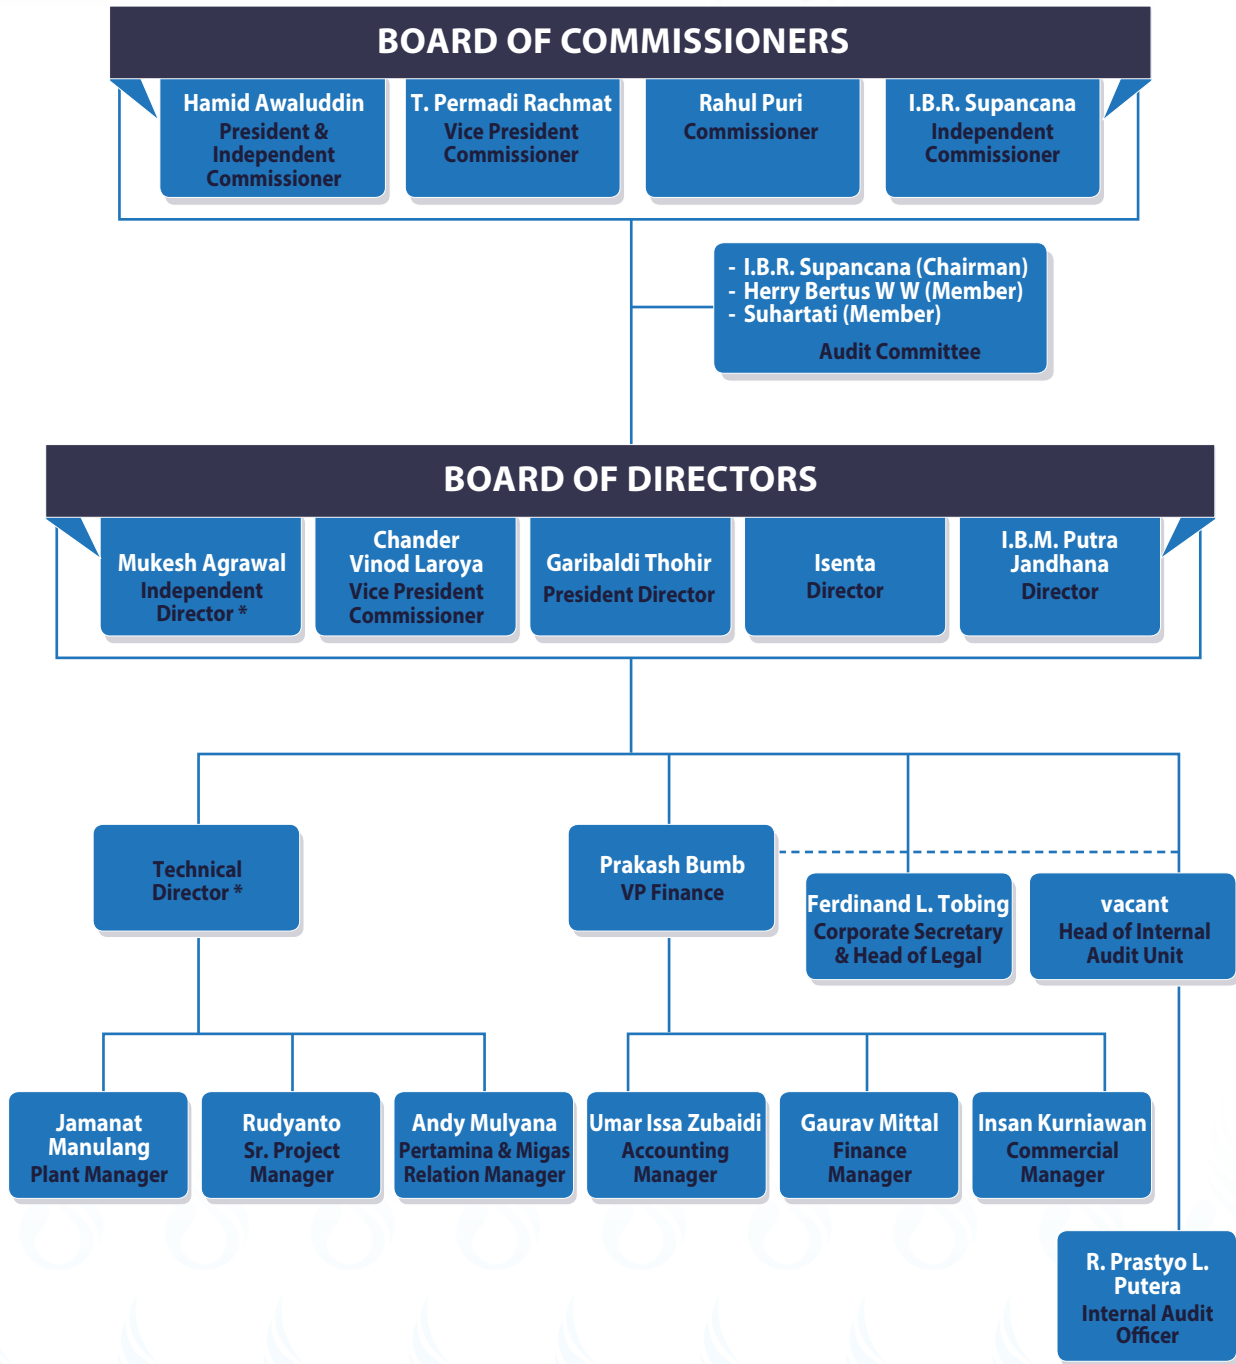 BOARD OF COMMISSIONERS
Hamid Awaluddin
President &
Independent
Commissioner
T. Permadi Rachmat
Vice President
Commissioner
Rahul Puri
Commissioner
I.B.R. Supancana
Independent
Commissioner
- I.B.R. Supancana (Chairman)
- Herry Bertus W W (Member)
- Suhartati (Member)
Audit Committee
BOARD OF DIRECTORS
Mukesh Agrawal
Independent
Director *
Chander
Vinod Laroya
Vice President
Commissioner
Garibaldi Thohir
President Director
Isenta
Director
I.B.M. Putra
Jandhana
Director
Technical
Director *
Prakash Bumb
VP Finance
Ferdinand L. Tobing
Corporate Secretary
& Head of Legal
vacant
Head of Internal
Audit Unit
Jamanat
Manulang
Plant Manager
Rudyanto
Sr. Project
Manager
Andy Mulyana
Pertamina & Migas
Relation Manager
Umar Issa Zubaidi
Accounting
Manager
Gaurav Mittal
Finance
Manager
Insan Kurniawan
Commercial
Manager
R. Prastyo L.
Putera
Internal Audit
Officer